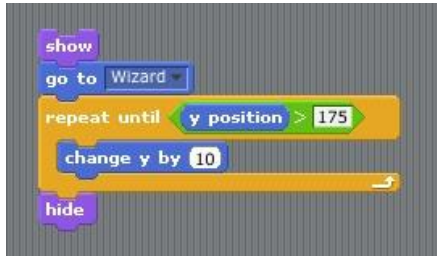 show
go to Wizard
repeat until y position > 175
change y by 10
hide